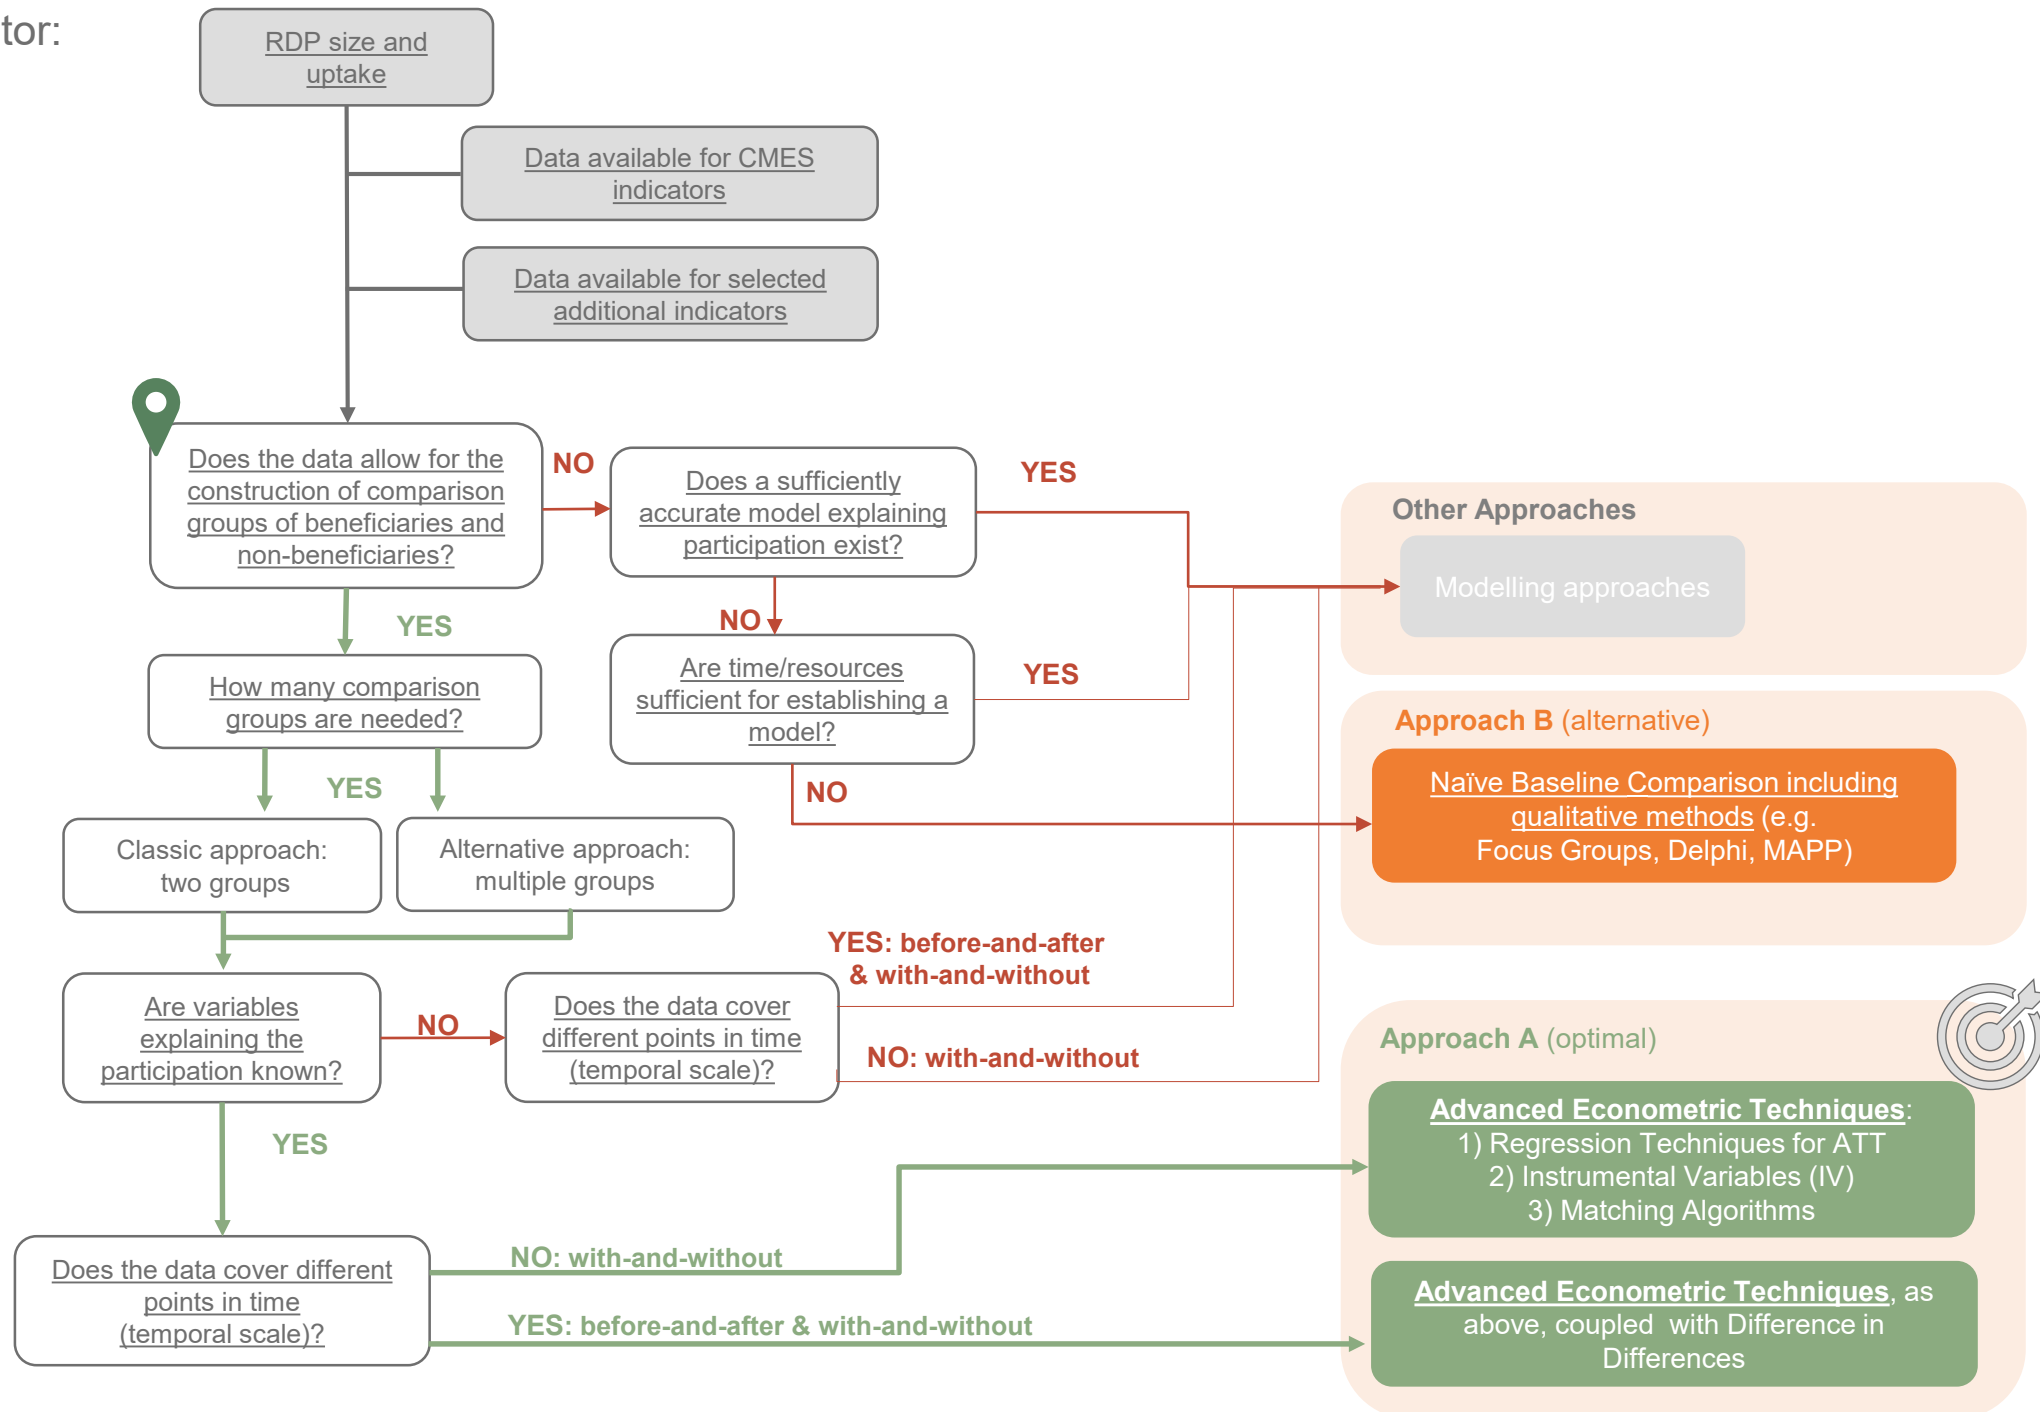 tor:
RDP size and
uptake
Data available for CMES
indicators
Data available for selected
additional indicators
Does the data allow for the
construction of comparison
groups of beneficiaries and
non-beneficiaries?
NO
Does a sufficiently
accurate model explaining
participation exist?
YES
Other Approaches
Modelling approaches
YES
NO
How many comparison
groups are needed?
Are time/resources
sufficient for establishing a
model?
YES
Approach B (alternative)
Naïve Baseline Comparison including
qualitative methods (e.g.
Focus Groups, Delphi, MAPP)
YES
NO
Classic approach:
two groups
Alternative approach:
multiple groups
YES: before-and-after
& with-and-without
Are variables
explaining the
participation known?
NO
Does the data cover
different points in time
(temporal scale)?
NO: with-and-without
Approach A (optimal)
Advanced Econometric Techniques:
1) Regression Techniques for ATT
2) Instrumental Variables (IV)
3) Matching Algorithms
YES
Does the data cover different
points in time
(temporal scale)?
NO: with-and-without
YES: before-and-after & with-and-without
Advanced Econometric Techniques, as
above, coupled with Difference in
Differences